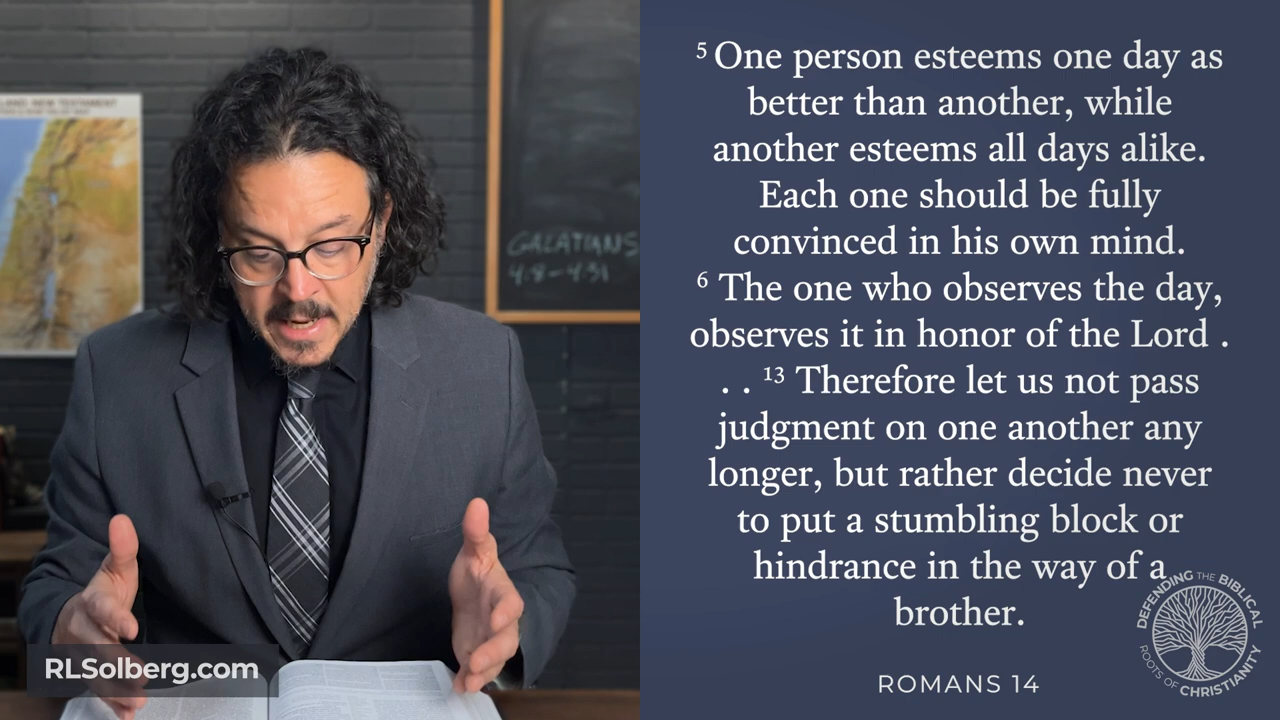 LAND: NEW TESTAMENT
GALATIANS
4:8-4:31
RLSolberg.com
⁵ One person esteems one day as
better than another, while
another esteems all days alike.
Each one should be fully
convinced in his own mind.
⁶ The one who observes the day,
observes it in honor of the Lord .
. . ¹³ Therefore let us not pass
judgment on one another any
longer, but rather decide never
to put a stumbling block or
hindrance in the way of a
brother.
ROMANS 14
DEFENDING THE BIBLICAL
ROOTS OF CHRISTIANITY